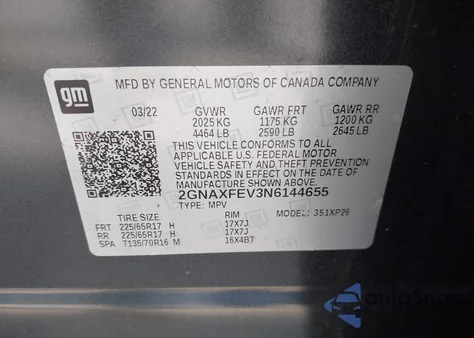 gm
MFD BY GENERAL MOTORS OF CANADA COMPANY
03/22 GVWR GAWR FRT GAWR RR
2025 KG 1175 KG 1200 KG
4464 LB 2590 LB 2645 LB
THIS VEHICLE CONFORMS TO ALL
APPLICABLE U.S. FEDERAL MOTOR
VEHICLE SAFETY AND THEFT PREVENTION
STANDARDS IN EFFECT ON THE DATE OF
MANUFACTURE SHOWN ABOVE.
2GNAXFEV3N6144655
TYPE: MPV
TIRE SIZE RIM MODEL: 351XP26
FRT 225/65R17 H 17X7J
RR 225/65R17 H 17X7J
SPA T135/70R16 M 16X4BT